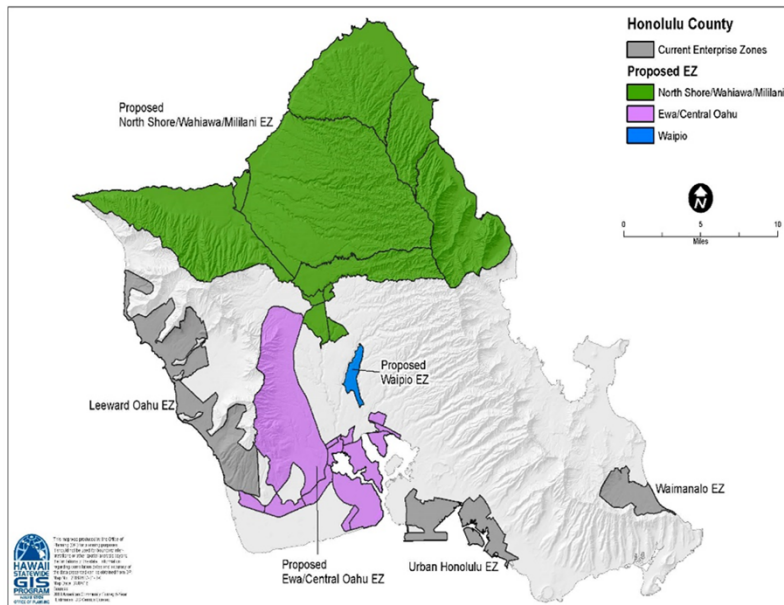 Honolulu County
Current Enterprise Zones
Proposed EZ
North Shore/Wahiawa/Mililani
Ewa/Central Oahu
Waipio
N
0 5 10
Miles
Proposed
North Shore/Wahiawa/Mililani EZ
Proposed
Waipio EZ
Leeward Oahu EZ
Waimanalo EZ
Urban Honolulu EZ
Proposed
Ewa/Central Oahu EZ
HAWAII
STATEWIDE
GIS
PROGRAM